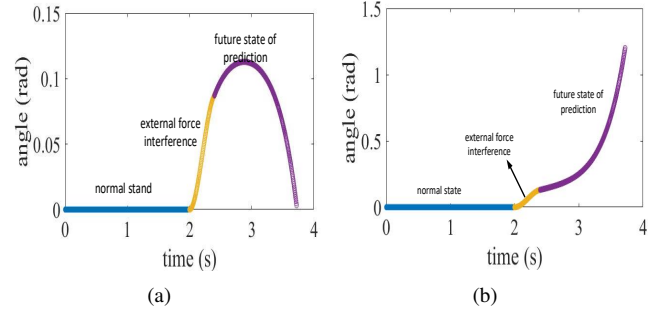 0.15
0.1
0.05
0
angle (rad)
future state of
prediction
external force
interference
normal stand
0 1 2 3 4
time (s)
(a)
1.5
1
0.5
0
angle (rad)
future state of
prediction
external force
interference
normal state
0 1 2 3 4
time (s)
(b)